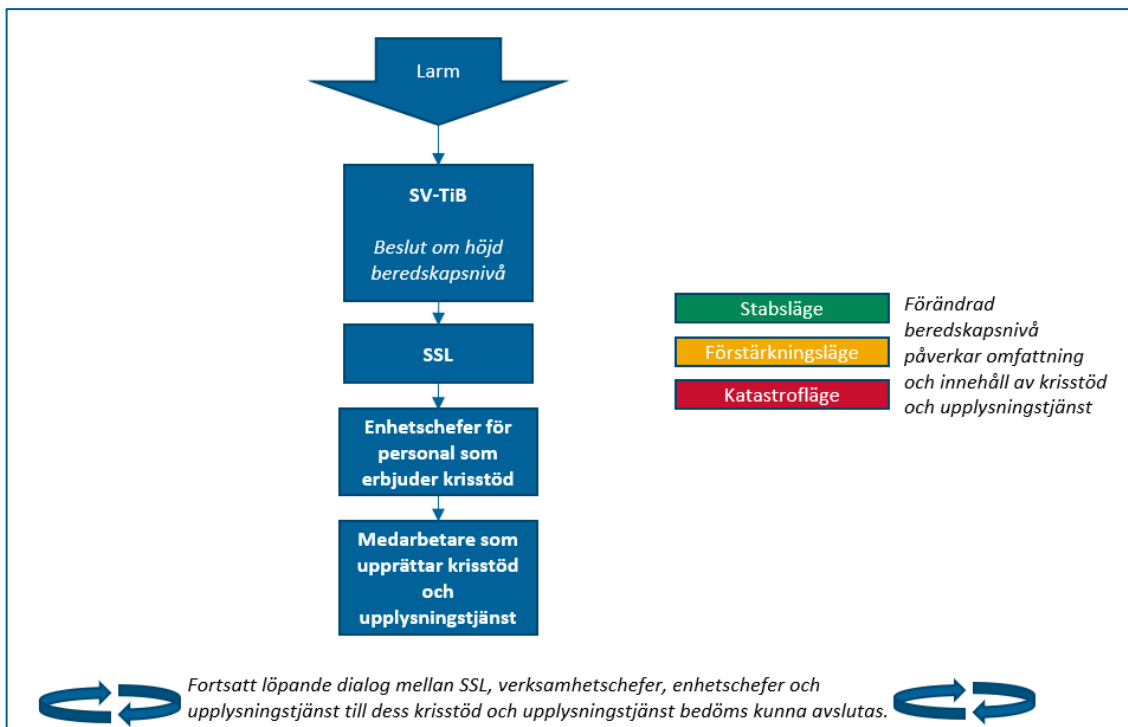 Larm
SV-TiB
Beslut om höjd
beredskapsnivå
SSL
Enhetschefer för
personal som
erbjuder krisstöd
Medarbetare som
upprättar krisstöd
och
upplysningstjänst
Stabsläge
Förstärkningsläge
Katastrofläge
Förändrad
beredskapsnivå
påverkar omfattning
och innehåll av krisstöd
och upplysningstjänst
Fortsatt löpande dialog mellan SSL, verksamhetschefer, enhetschefer och
upplysningstjänst till dess krisstöd och upplysningstjänst bedöms kunna avslutas.